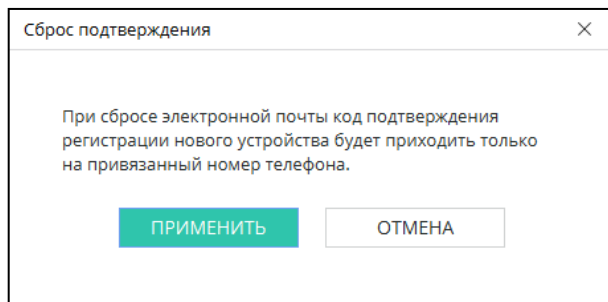 Сброс подтверждения
При сбросе электронной почты код подтверждения
регистрации нового устройства будет приходить только
на привязанный номер телефона.
ПРИМЕНИТЬ ОТМЕНА